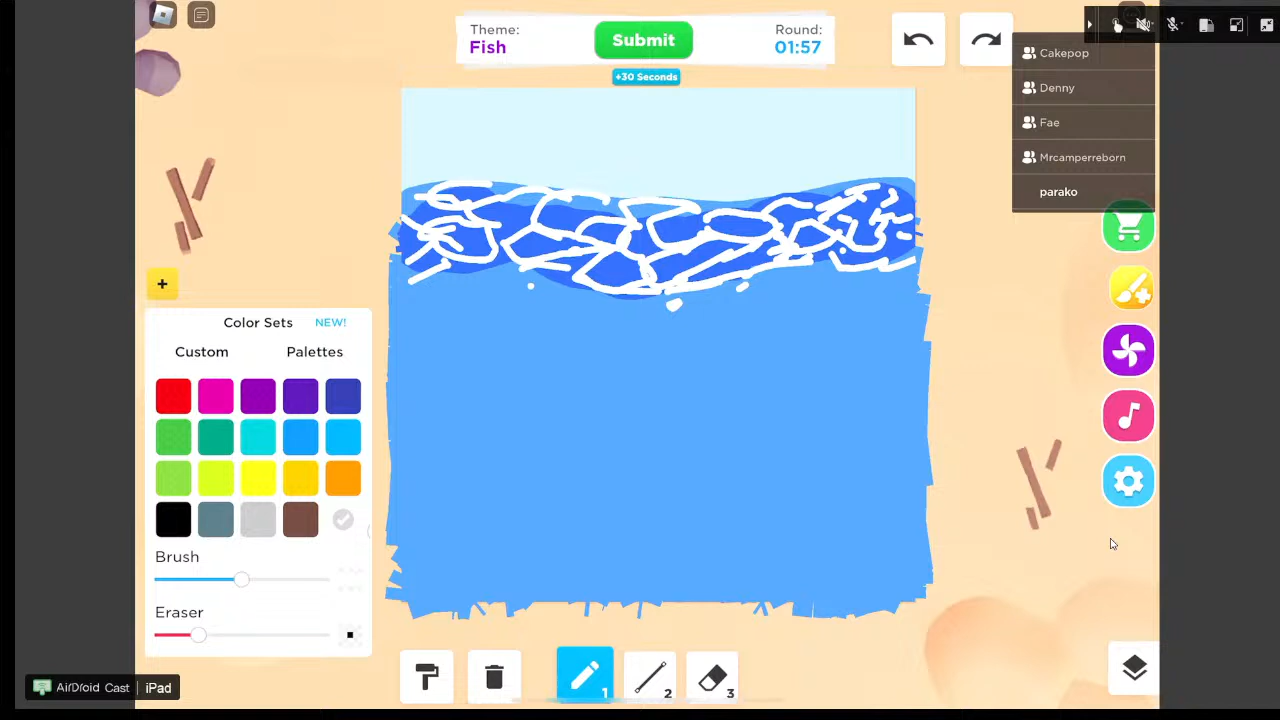 Theme:
Fish
Submit
Round:
01:57
+30 Seconds
Cakepop
Denny
Fae
Mrcamperreborn
parako
+
Color Sets NEW!
Custom Palettes
Brush
Eraser
1
2
3
AirDroid Cast | iPad